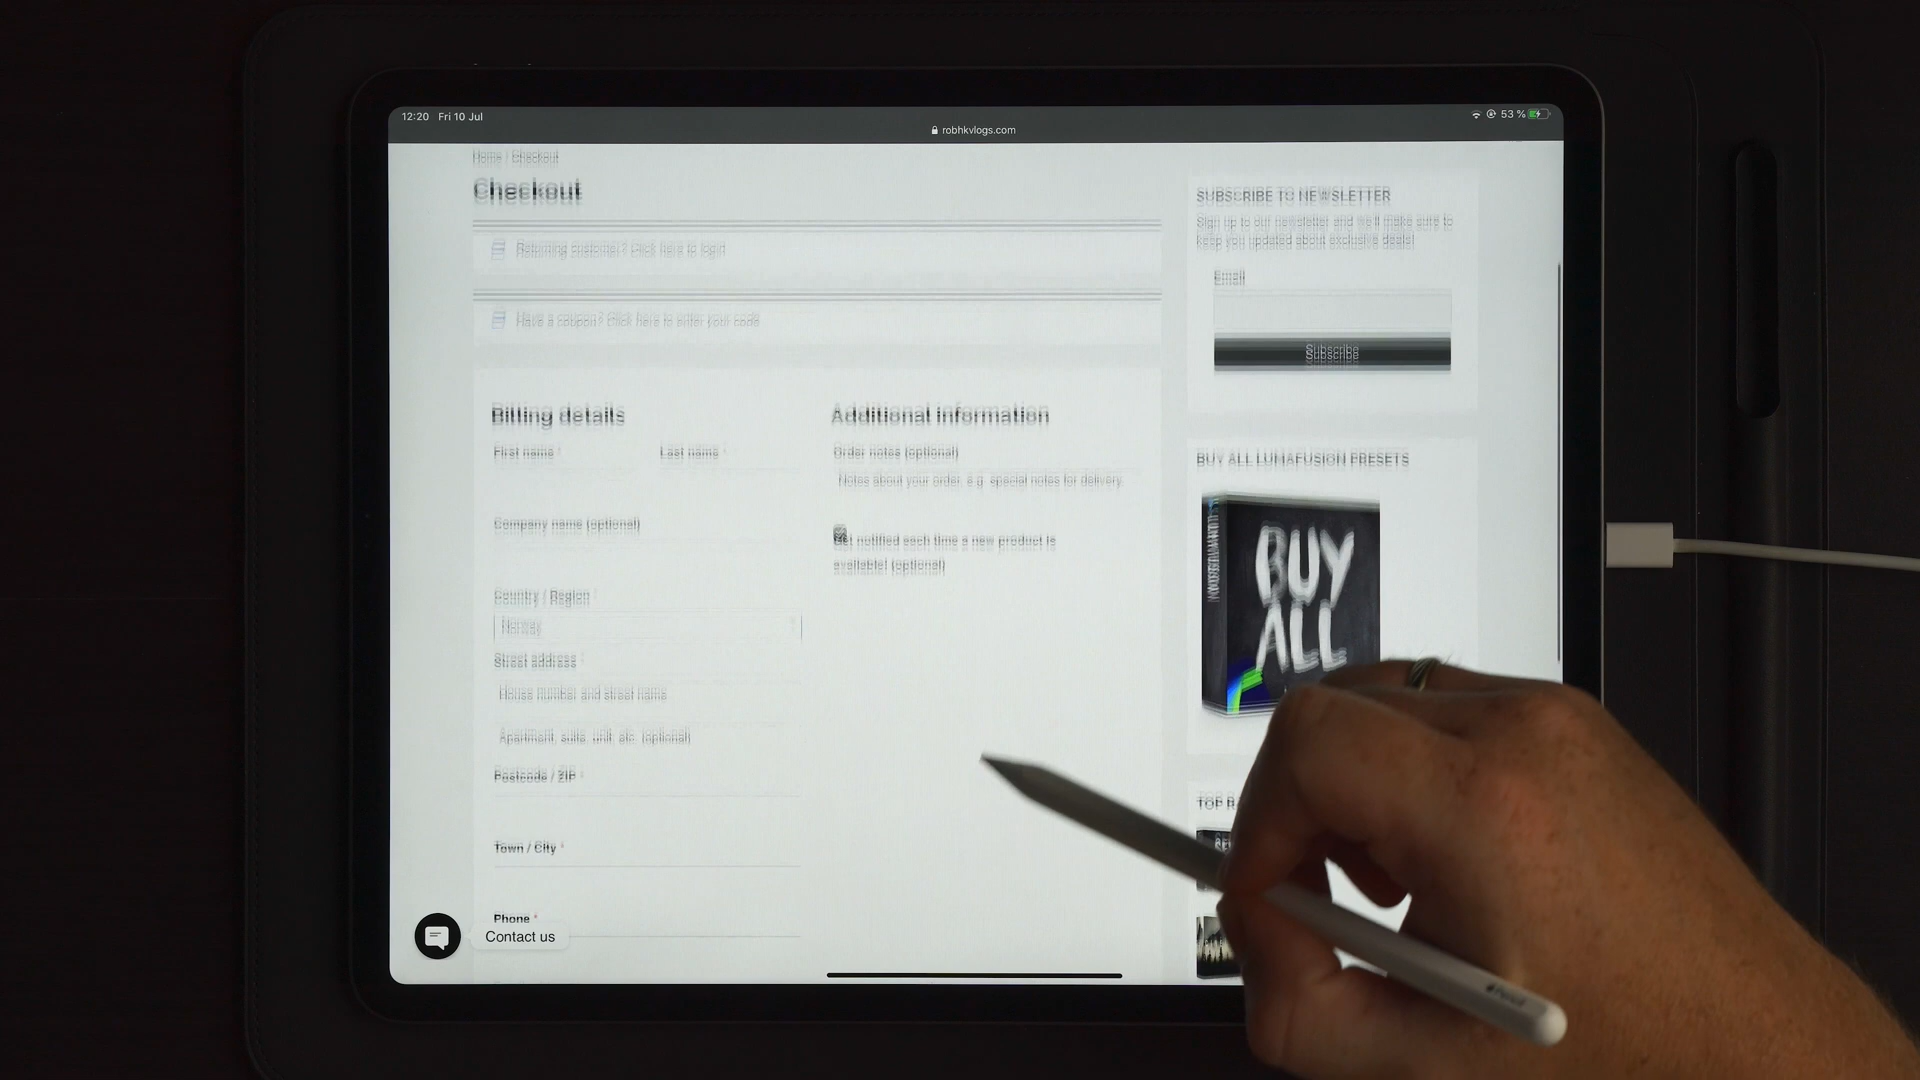 12:20 Fri 10 Jul
53 %
robhkvlogs.com
Home / Checkout
Checkout
Returning customer? Click here to login
Have a coupon? Click here to enter your code
Billing details
First name *
Last name *
Company name (optional)
Country / Region *
Norway
Street address *
House number and street name
Apartment, suite, unit, etc. (optional)
Postcode / ZIP *
Town / City *
Phone *
Contact us
Additional information
Order notes (optional)
Notes about your order, e.g. special notes for delivery.
Get notified each time a new product is
available! (optional)
SUBSCRIBE TO NEWSLETTER
Sign up to our newsletter and we'll make sure to
keep you updated about exclusive deals!
Email
Subscribe
BUY ALL LUMAFUSION PRESETS
BUY
ALL
TOP
Pencil